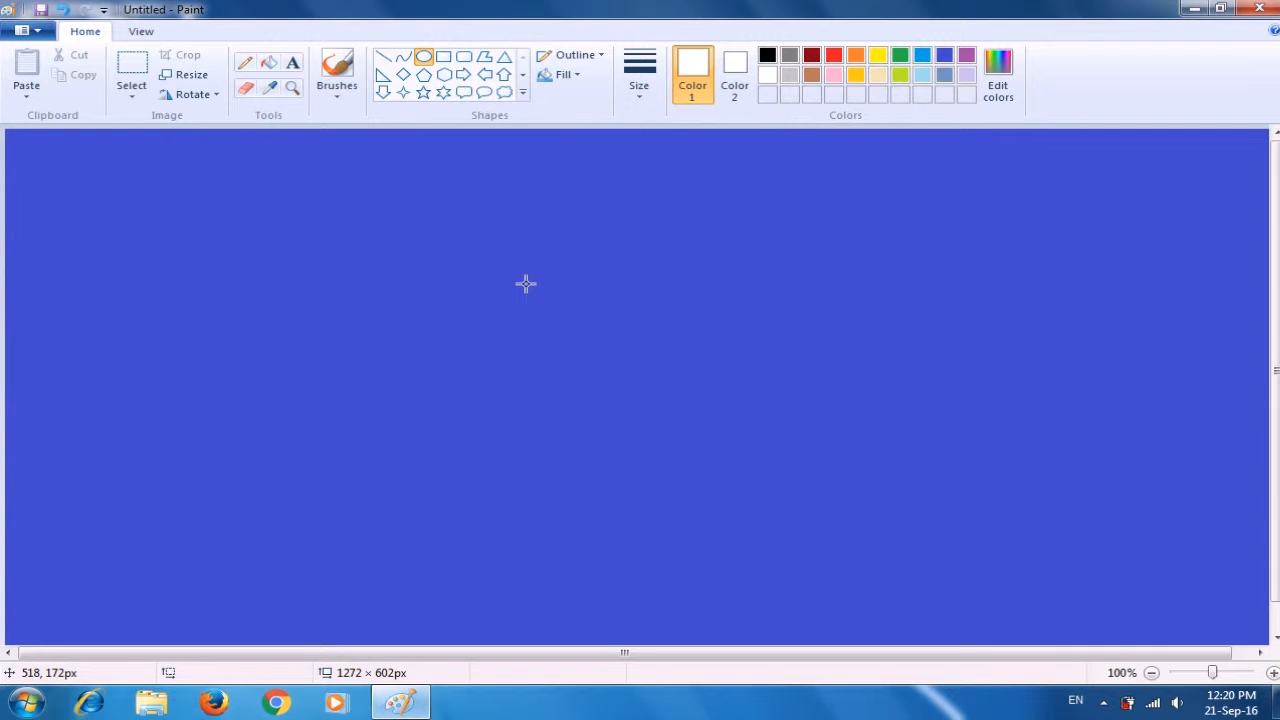 Untitled - Paint
Home View
Paste
Cut
Copy
Clipboard
Select
Crop
Resize
Rotate
Image
A
Tools
Brushes
Outline
Fill
Shapes
Size
Color 1
Color 2
Edit colors
Colors
518, 172px
1272 × 602px
100%
EN
12:20 PM
21-Sep-16